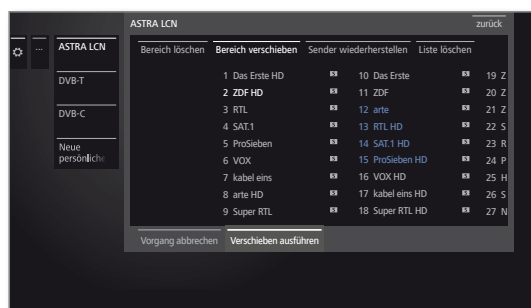 ASTRA LCN zurück
... ASTRA LCN
Bereich löschen Bereich verschieben Sender wiederherstellen Liste löschen
DVB-T
DVB-C
Neue
persönliche
1 Das Erste HD 10 Das Erste 19 Z
2 ZDF HD 11 ZDF 20 Z
3 RTL 12 arte 21 Z
4 SAT.1 13 RTL HD 22 S
5 ProSieben 14 SAT.1 HD 23 R
6 VOX 15 ProSieben HD 24 P
7 kabel eins 16 VOX HD 25 H
8 arte HD 17 kabel eins HD 26 S
9 Super RTL 18 Super RTL HD 27 N
Vorgang abbrechen Verschieben ausführen